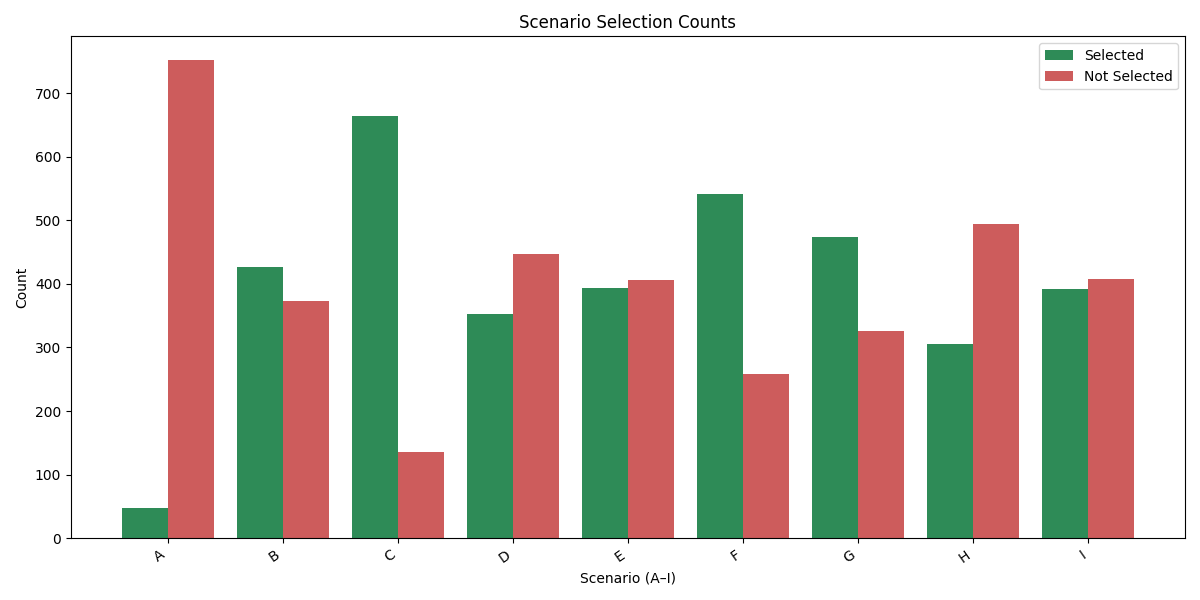 Scenario Selection Counts
Selected
Not Selected
Count
700
600
500
400
300
200
100
0
A
B
C
D
E
F
G
H
I
Scenario (A–I)